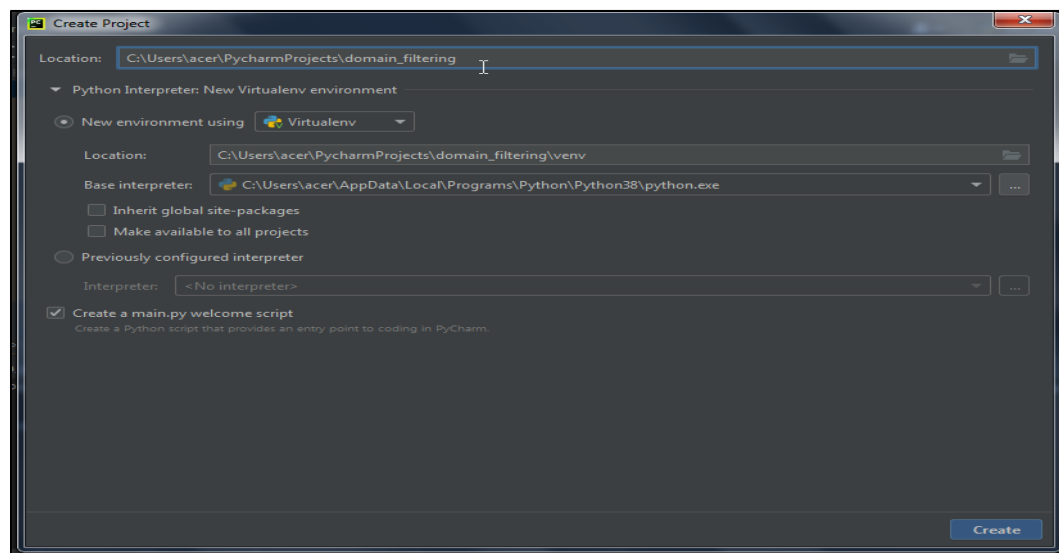 PC Create Project
Location: C:\Users\acer\PycharmProjects\domain_filtering
Python Interpreter: New Virtualenv environment
New environment using Virtualenv
Location: C:\Users\acer\PycharmProjects\domain_filtering\venv
Base interpreter: C:\Users\acer\AppData\Local\Programs\Python\Python38\python.exe ...
Inherit global site-packages
Make available to all projects
Previously configured interpreter
Interpreter: <No interpreter> ...
Create a main.py welcome script
Create a Python script that provides an entry point to coding in PyCharm.
Create